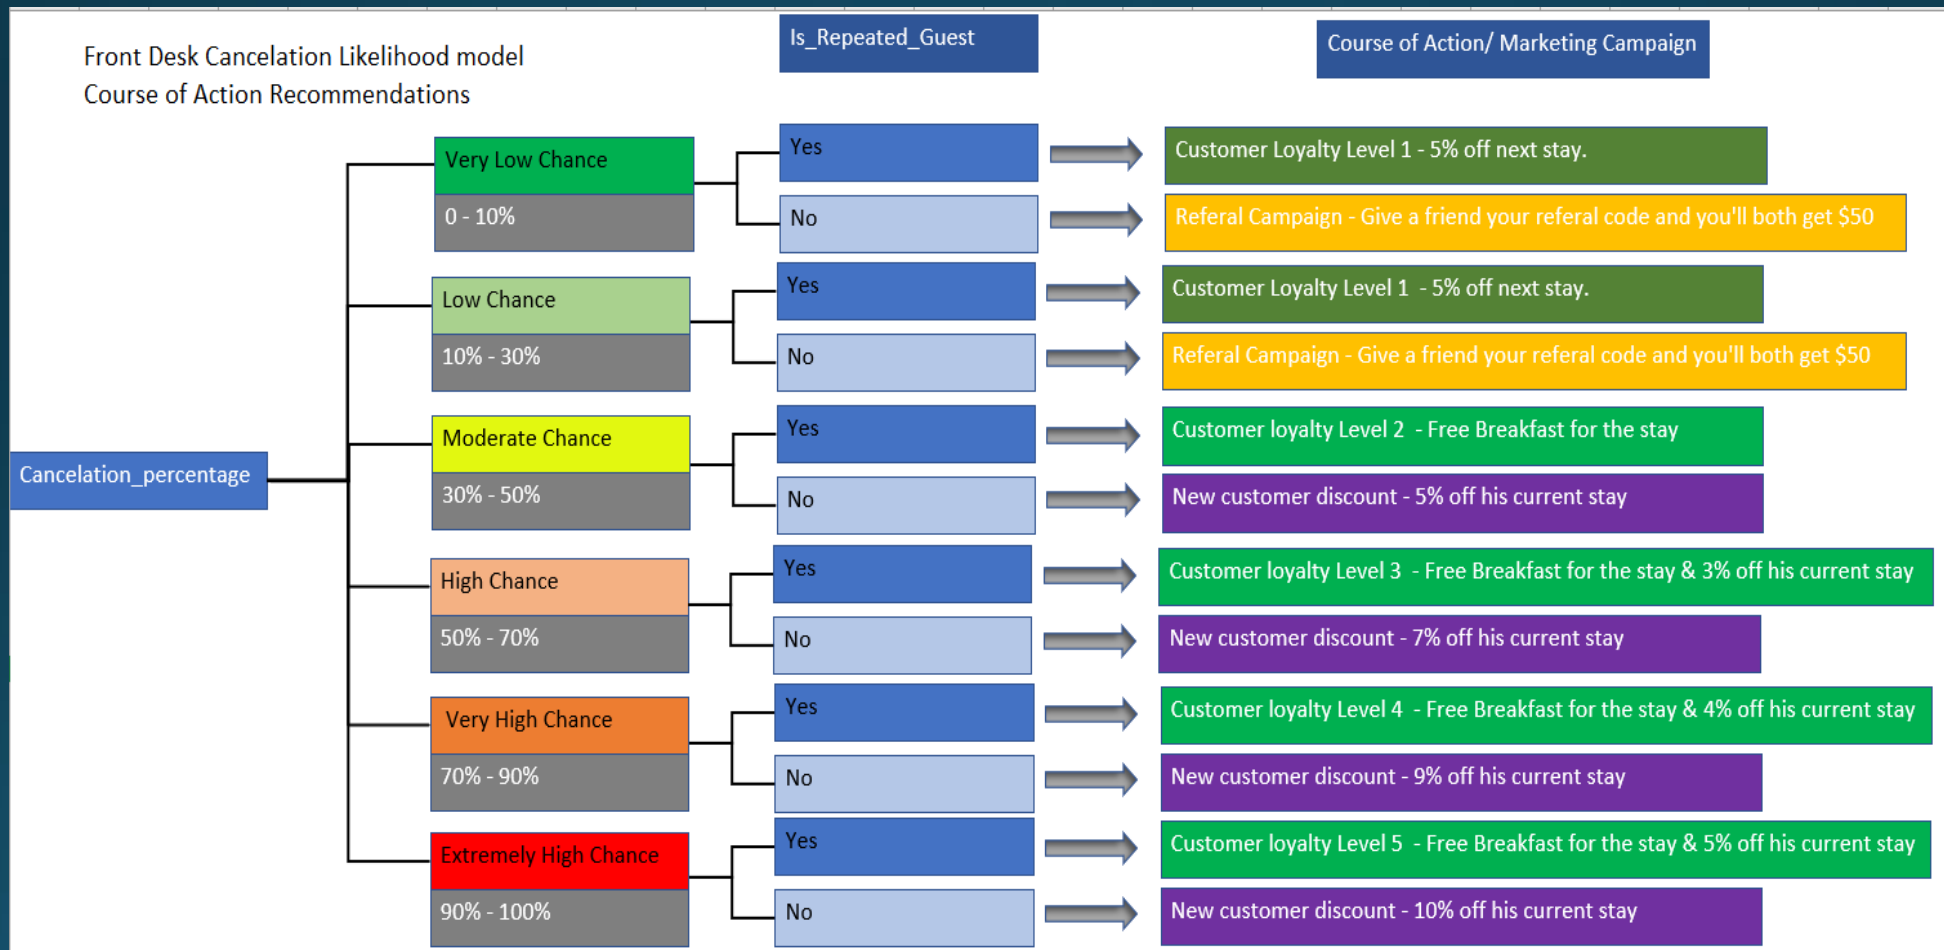 Front Desk Cancelation Likelihood model
Course of Action Recommendations
Is_Repeated_Guest
Course of Action/ Marketing Campaign
Cancelation_percentage
Very Low Chance
0 - 10%
Yes
Customer Loyalty Level 1 - 5% off next stay.
No
Referal Campaign - Give a friend your referal code and you'll both get $50
Low Chance
10% - 30%
Yes
Customer Loyalty Level 1 - 5% off next stay.
No
Referal Campaign - Give a friend your referal code and you'll both get $50
Moderate Chance
30% - 50%
Yes
Customer loyalty Level 2 - Free Breakfast for the stay
No
New customer discount - 5% off his current stay
High Chance
50% - 70%
Yes
Customer loyalty Level 3 - Free Breakfast for the stay & 3% off his current stay
No
New customer discount - 7% off his current stay
Very High Chance
70% - 90%
Yes
Customer loyalty Level 4 - Free Breakfast for the stay & 4% off his current stay
No
New customer discount - 9% off his current stay
Extremely High Chance
90% - 100%
Yes
Customer loyalty Level 5 - Free Breakfast for the stay & 5% off his current stay
No
New customer discount - 10% off his current stay